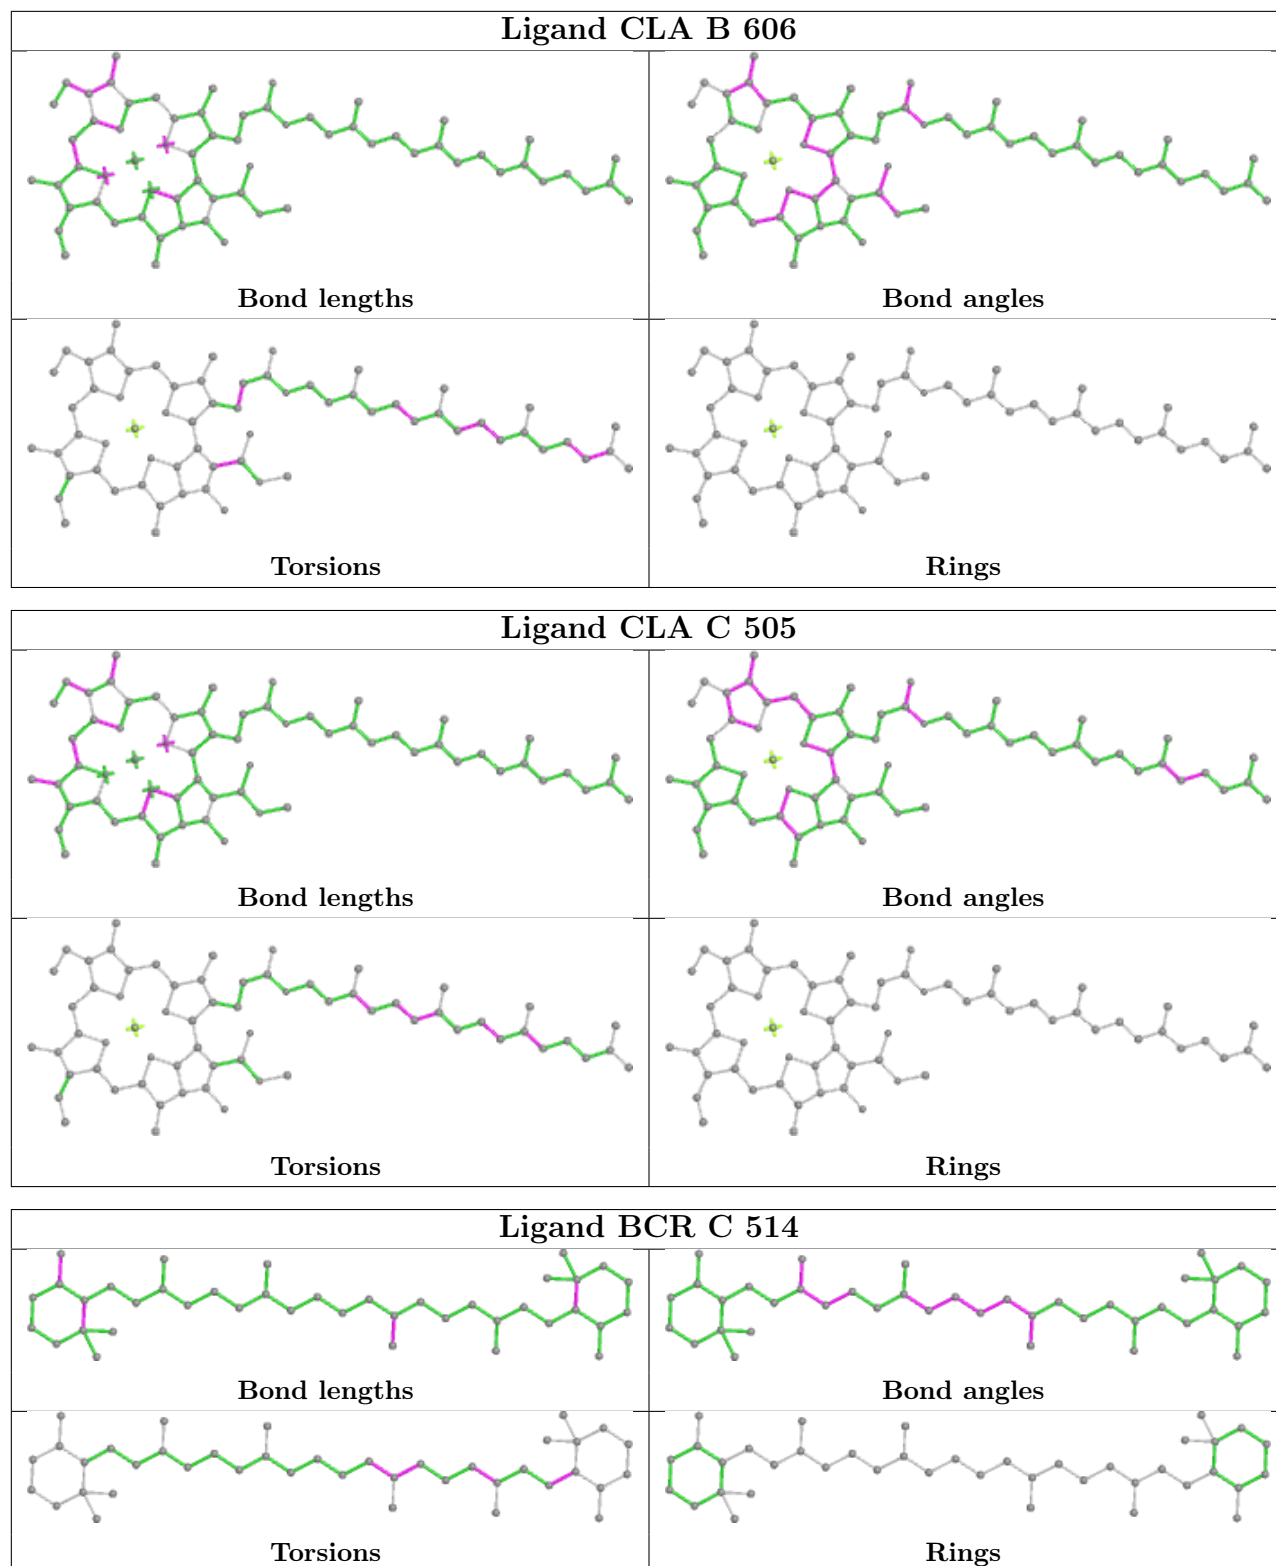 Ligand CLA B 606
Bond lengths
Bond angles
Torsions
Rings
Ligand CLA C 505
Bond lengths
Bond angles
Torsions
Rings
Ligand BCR C 514
Bond lengths
Bond angles
Torsions
Rings